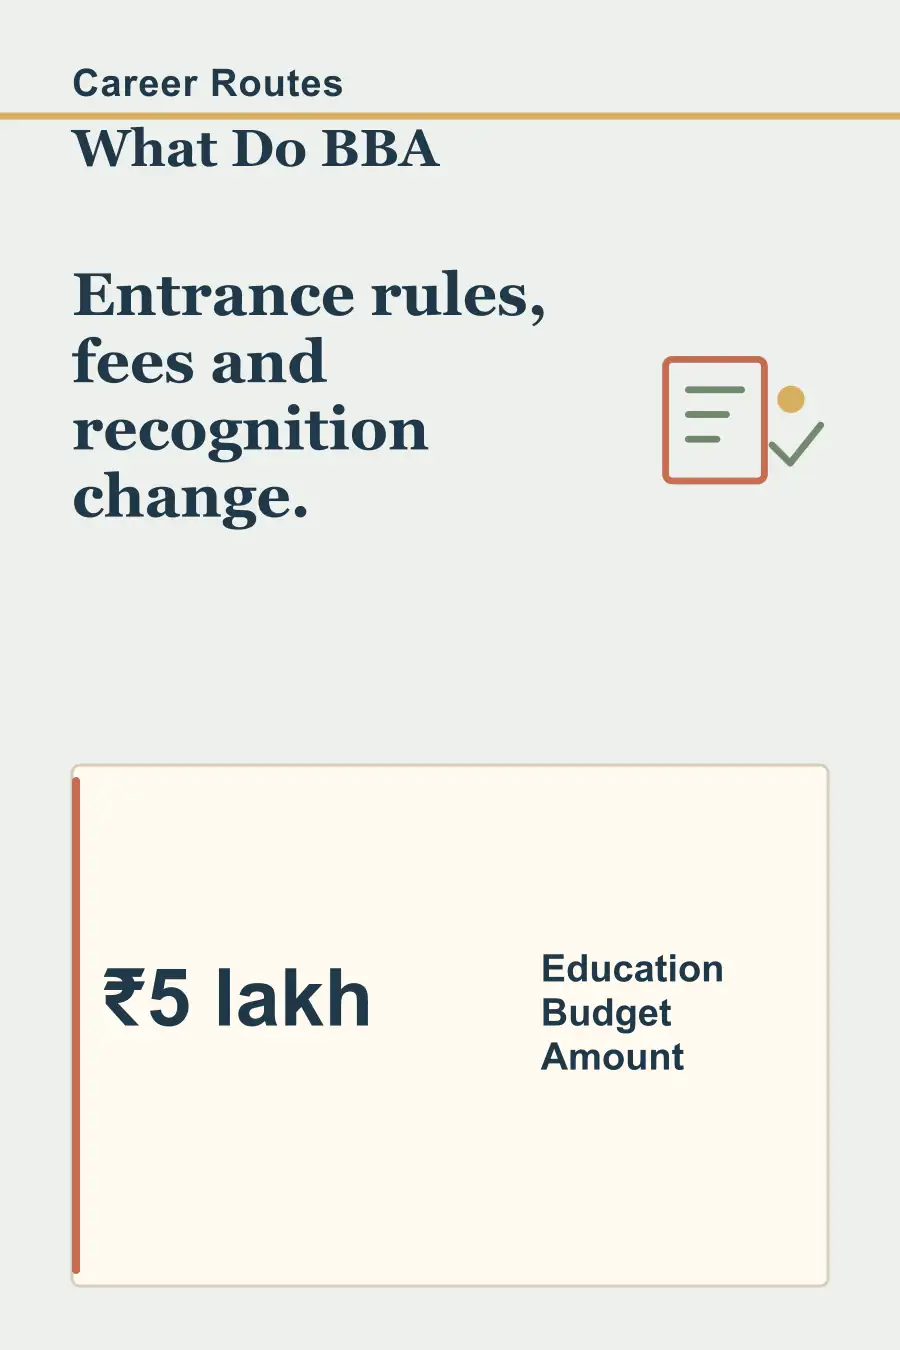 Career Routes
What Do BBA
Entrance rules,
fees and
recognition
change.
₹5 lakh
Education
Budget
Amount